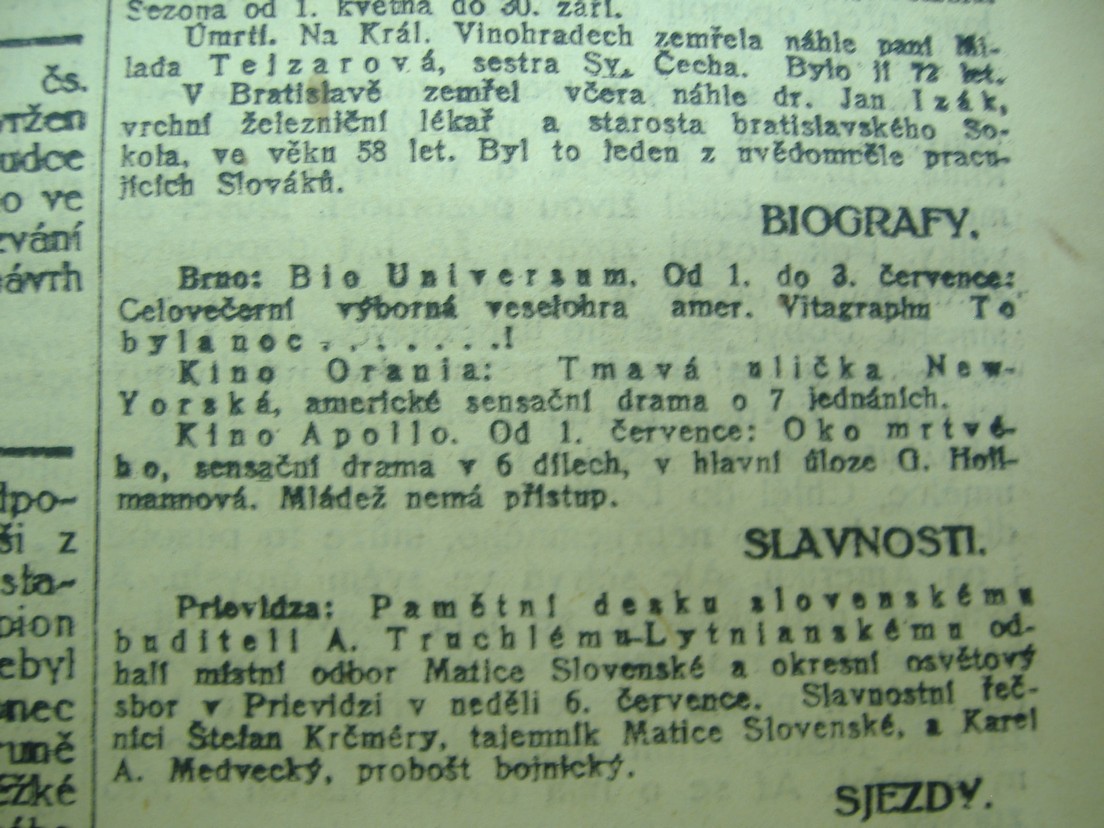 čs.
vržen
udce
o ve
zvání
návrh
dpo-
ši z
sta-
pion
ebyl
nec
runě
ěžké
Sezona od 1. května do 30. září.
Úmrtí. Na Král. Vinohradech zemřela náhle paní Mi-
lada Tejzarová, sestra Sv. Čecha. Bylo jí 72 let.
V Bratislavě zemřel včera náhle dr. Jan Izák,
vrchní železniční lékař a starosta bratislavského So-
kola, ve věku 58 let. Byl to jeden z uvědoměle pracu-
jících Slováků.
BIOGRAFY.
Brno: Bio Universum. Od 1. do 3. července:
Celovečerní výborná veselohra amer. Vitagraphu To
byla noc . . . . . . .!
Kino Orania: Tmavá ulička New-
Yorská, americké sensační drama o 7 jednáních.
Kino Apollo. Od 1. července: Oko mrtvé-
ho, sensační drama v 6 dílech, v hlavní úloze G. Hoff-
mannová. Mládež nemá přístup.
SLAVNOSTI.
Prievidza: Pamětní desku slovenskému
buditeli A. Truchlému-Lytnianskému od-
halí místní odbor Matice Slovenské a okresní osvětový
sbor v Prievidzi v neděli 6. července. Slavnostní řeč-
níci Štefan Krčméry, tajemník Matice Slovenské, a Karel
A. Medvecký, probošt bojnický.
SJEZDY.